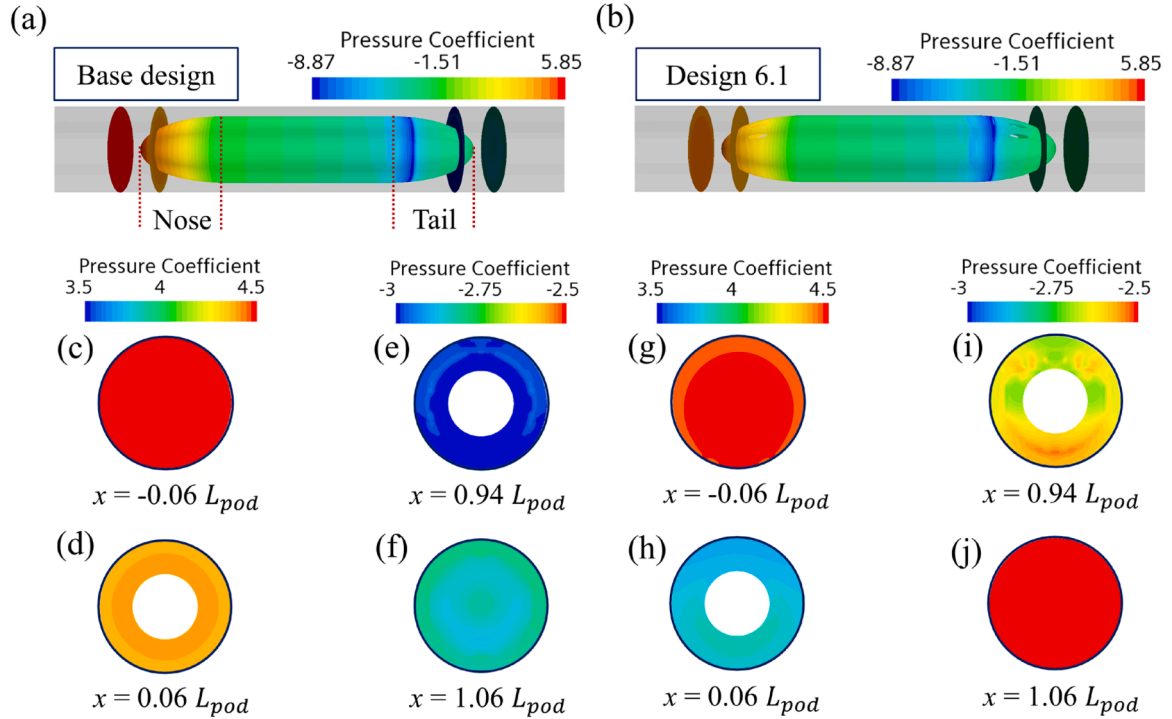 (a)
Pressure Coefficient
-8.87 -1.51 5.85
Base design
Nose
Tail
(b)
Pressure Coefficient
-8.87 -1.51 5.85
Design 6.1
Pressure Coefficient
3.5 4 4.5
(c)
x = -0.06 L_pod
Pressure Coefficient
-3 -2.75 -2.5
(e)
x = 0.94 L_pod
Pressure Coefficient
3.5 4 4.5
(g)
x = -0.06 L_pod
Pressure Coefficient
-3 -2.75 -2.5
(i)
x = 0.94 L_pod
(d)
x = 0.06 L_pod
(f)
x = 1.06 L_pod
(h)
x = 0.06 L_pod
(j)
x = 1.06 L_pod